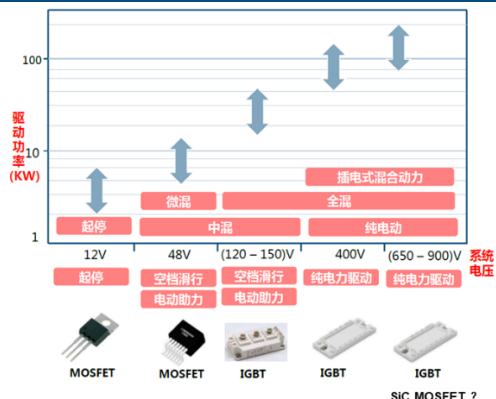 100
驱动功率(KW)
10
1
插电式混合动力
微混
全混
起停
中混
纯电动
12V
48V
(120 – 150)V
400V
(650 – 900)V
系统电压
起停
空档滑行
空档滑行
纯电力驱动
纯电力驱动
电动助力
电动助力
MOSFET
MOSFET
IGBT
IGBT
IGBT
SiC MOSFET ?